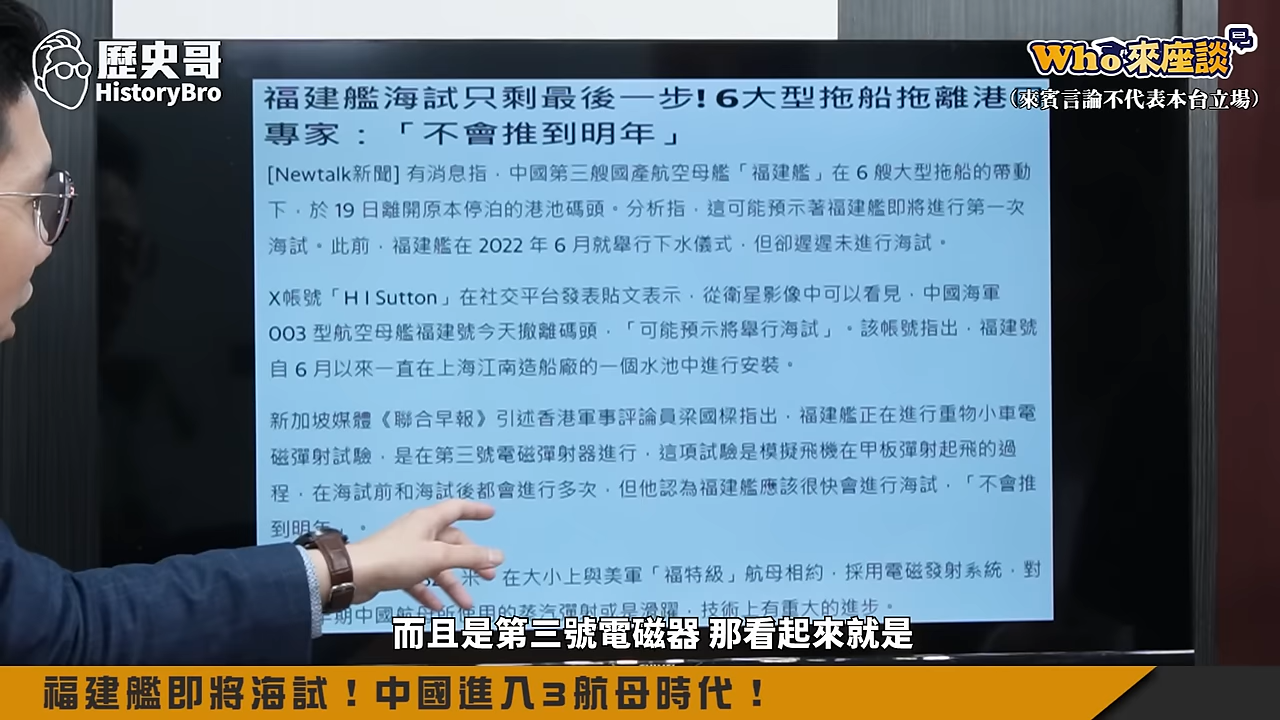 歷史哥
HistoryBro
Who來座談
(來賓言論不代表本台立場)
福建艦海試只剩最後一步! 6大型拖船拖離港
專家：「不會推到明年」
[Newtalk新聞] 有消息指，中國第三艘國產航空母艦「福建艦」在 6 艘大型拖船的帶動
下，於 19 日離開原本停泊的港池碼頭。分析指，這可能預示著福建艦即將進行第一次
海試。此前，福建艦在 2022 年 6 月就舉行下水儀式，但卻遲遲未進行海試。
X帳號「H I Sutton」在社交平台發表貼文表示，從衛星影像中可以看見，中國海軍
003 型航空母艦福建號今天撤離碼頭，「可能預示將舉行海試」。該帳號指出，福建號
自 6 月以來一直在上海江南造船廠的一個水池中進行安裝。
新加坡媒體《聯合早報》引述香港軍事評論員梁國樑指出，福建艦正在進行重物小車電
磁彈射試驗，是在第三號電磁彈射器進行，這項試驗是模擬飛機在甲板彈射起飛的過
程，在海試前和海試後都會進行多次，但他認為福建艦應該很快會進行海試，「不會推
到明年」。
米，在大小上與美軍「福特級」航母相約，採用電磁發射系統，對
期中國航母所使用的蒸汽彈射或是滑躍，技術上有重大的進步。
而且是第三號電磁器 那看起來就是
福建艦即將海試！中國進入3航母時代！